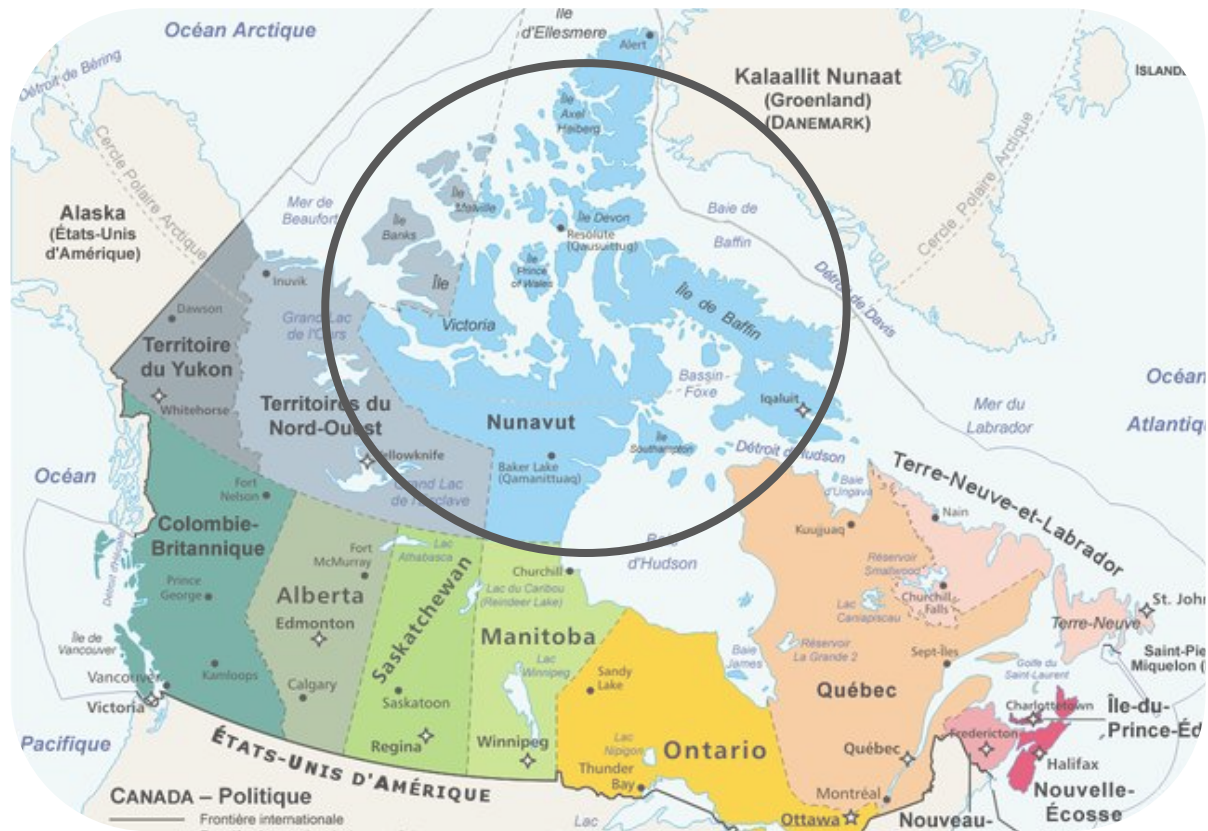 Île
d'Ellesmere
Océan Arctique
Alert
Détroit de Béring
Kalaallit Nunaat
(Groenland)
(DANEMARK)
Île
Axel
Heiberg
Cercle Polaire Arctique
Cercle Polaire Arctique
Mer de
Beaufort
Île
Melville
Île
Banks
Île Devon
Resolute
(Qausuittug)
Baie de
Baffin
Alaska
(États-Unis
d'Amérique)
Île
Prince
of Wales
Île
Victoria
Île de Baffin
Détroit de Davis
Inuvik
Dawson
Grand Lac
de l'Ours
Territoire
du Yukon
Whitehorse
Territoires du
Nord-Ouest
Yellowknife
Grand Lac
de l'Esclave
Nunavut
Baker Lake
(Qamanittuaq)
Bassin
Foxe
Iqaluit
Île
Southampton
Détroit d'Hudson
Mer du
Labrador
Océan
Atlantiqu
Océan
Pacifique
Fort
Nelson
Colombie-
Britannique
Prince
George
Île de
Vancouver
Vancouver
Victoria
Kamloops
Fort
McMurray
Alberta
Edmonton
Calgary
Lac
Athabasca
Saskatchewan
Saskatoon
Regina
Churchill
Lac du Caribou
(Reindeer Lake)
Manitoba
Lac
Winnipeg
Winnipeg
Baie
d'Hudson
Sandy
Lake
Lac
Nipigon
Thunder
Bay
Ontario
Ottawa
Baie
James
Baie
d'Ungava
Kuujjuaq
Terre-Neuve-et-Labrador
Nain
Réservoir
Smallwood
Churchill
Falls
Lac
Caniapiscau
Réservoir
La Grande 2
Sept-Îles
Québec
Québec
Montréal
Terre-Neuve
St. John
Saint-Pie
Miquelon (
Golfe du
Saint-Laurent
Charlottetown
Île-du-
Prince-Éd
Fredericton
Halifax
Nouvelle-
Écosse
Nouveau-
ÉTATS-UNIS D'AMÉRIQUE
CANADA – Politique
Frontière internationale
Lac